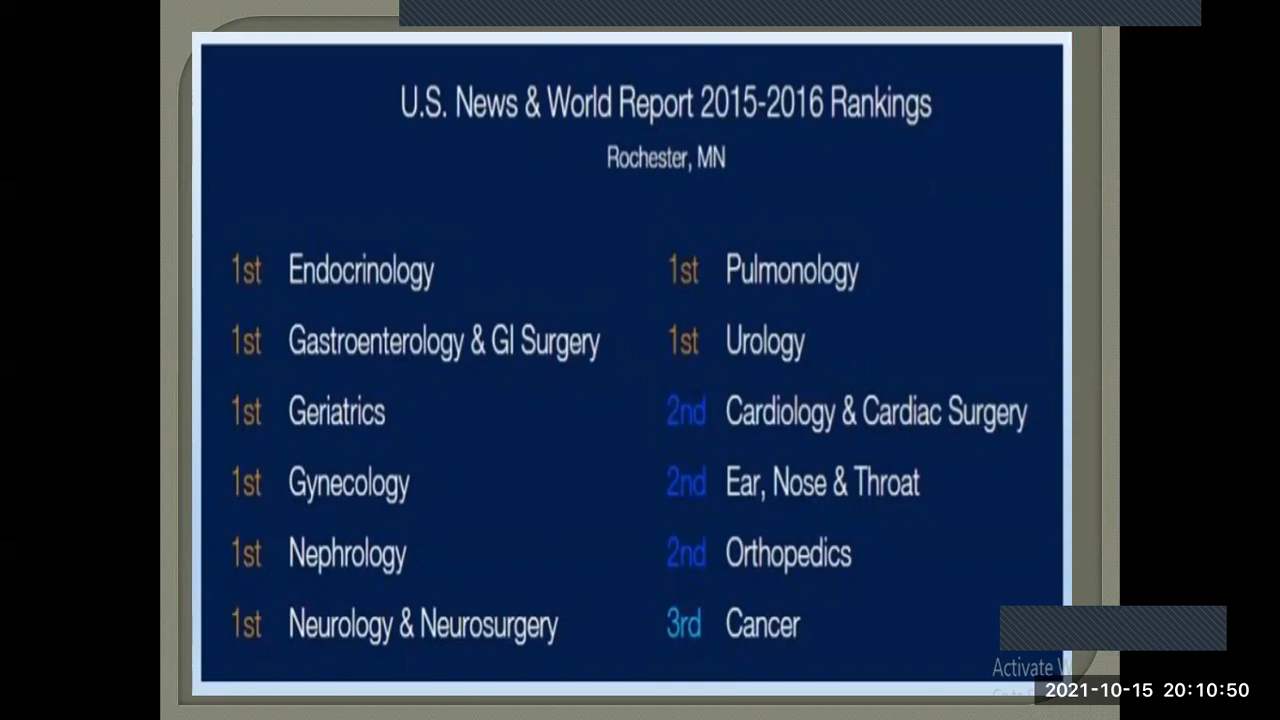 U.S. News & World Report 2015-2016 Rankings
Rochester, MN
1st Endocrinology
1st Gastroenterology & GI Surgery
1st Geriatrics
1st Gynecology
1st Nephrology
1st Neurology & Neurosurgery
1st Pulmonology
1st Urology
2nd Cardiology & Cardiac Surgery
2nd Ear, Nose & Throat
2nd Orthopedics
3rd Cancer
Activate
2021-10-15 20:10:50